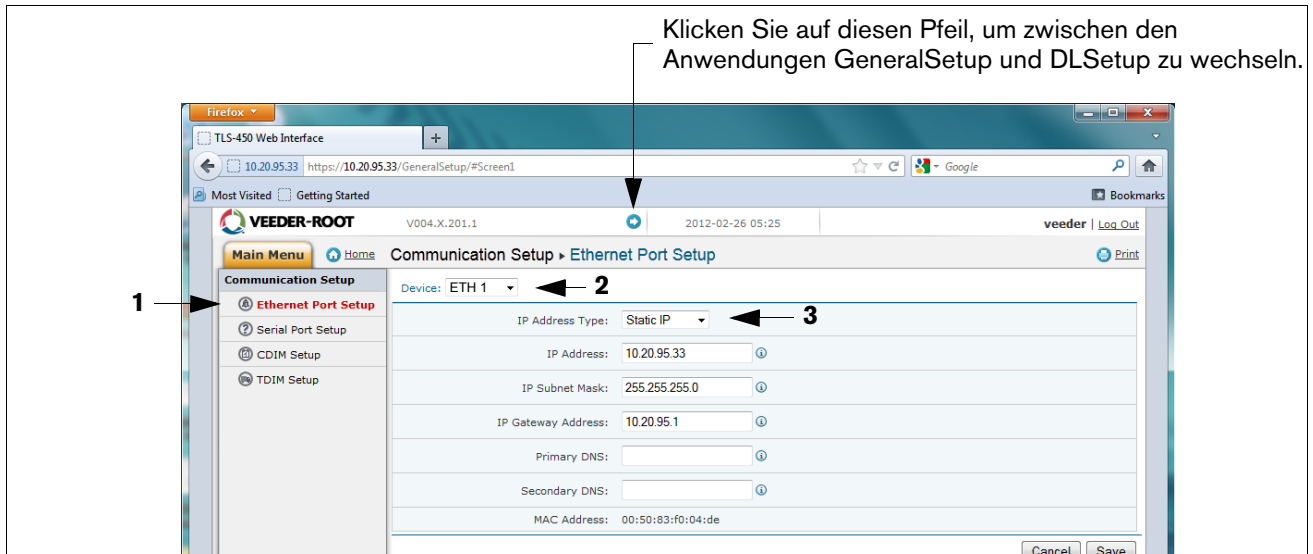 Klicken Sie auf diesen Pfeil, um zwischen den
Anwendungen GeneralSetup und DLSetup zu wechseln.
Firefox
TLS-450 Web Interface
+
10.20.95.33 https://10.20.95.33/GeneralSetup/#Screen1
Google
Most Visited Getting Started
Bookmarks
VEEDER-ROOT V004.X.201.1 2012-02-26 05:25 veeder | Log Out
Main Menu Home Communication Setup Ethernet Port Setup Print
Communication Setup
Device: ETH 1 2
1 Ethernet Port Setup
IP Address Type: Static IP 3
Serial Port Setup
CDIM Setup
IP Address: 10.20.95.33
TDIM Setup
IP Subnet Mask: 255.255.255.0
IP Gateway Address: 10.20.95.1
Primary DNS:
Secondary DNS:
MAC Address: 00:50:83:f0:04:de
Cancel Save